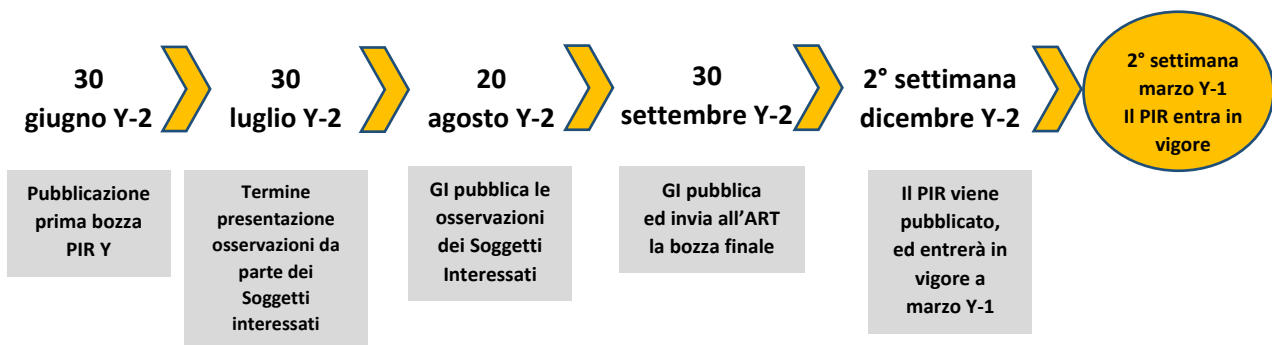 30
giugno Y-2
30
luglio Y-2
20
agosto Y-2
30
settembre Y-2
2° settimana
dicembre Y-2
2° settimana
marzo Y-1
Il PIR entra in
vigore
Pubblicazione
prima bozza
PIR Y
Termine
presentazione
osservazioni da
parte dei
Soggetti
interessati
GI pubblica le
osservazioni
dei Soggetti
Interessati
GI pubblica
ed invia all’ART
la bozza finale
Il PIR viene
pubblicato,
ed entrerà in
vigore a
marzo Y-1